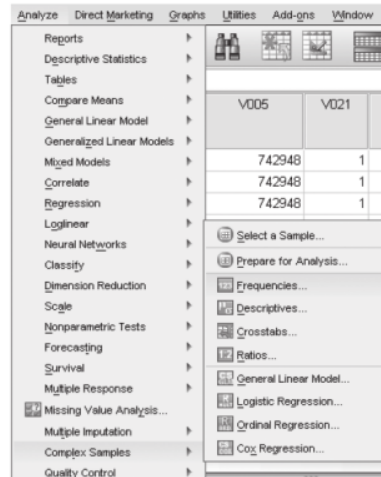 Analyze Direct Marketing Graphs Utilities Add-ons Window
Reports
Descriptive Statistics
Tables
Compare Means
General Linear Model
Generalized Linear Models
Mixed Models
Correlate
Regression
Loglinear
Neural Networks
Classify
Dimension Reduction
Scale
Nonparametric Tests
Forecasting
Survival
Multiple Response
Missing Value Analysis...
Multiple Imputation
Complex Samples
Quality Control
V005 V021
742948 1
742948 1
742948 1
Select a Sample...
Prepare for Analysis...
Frequencies...
Descriptives...
Crosstabs...
Ratios...
General Linear Model...
Logistic Regression...
Ordinal Regression...
Cox Regression...